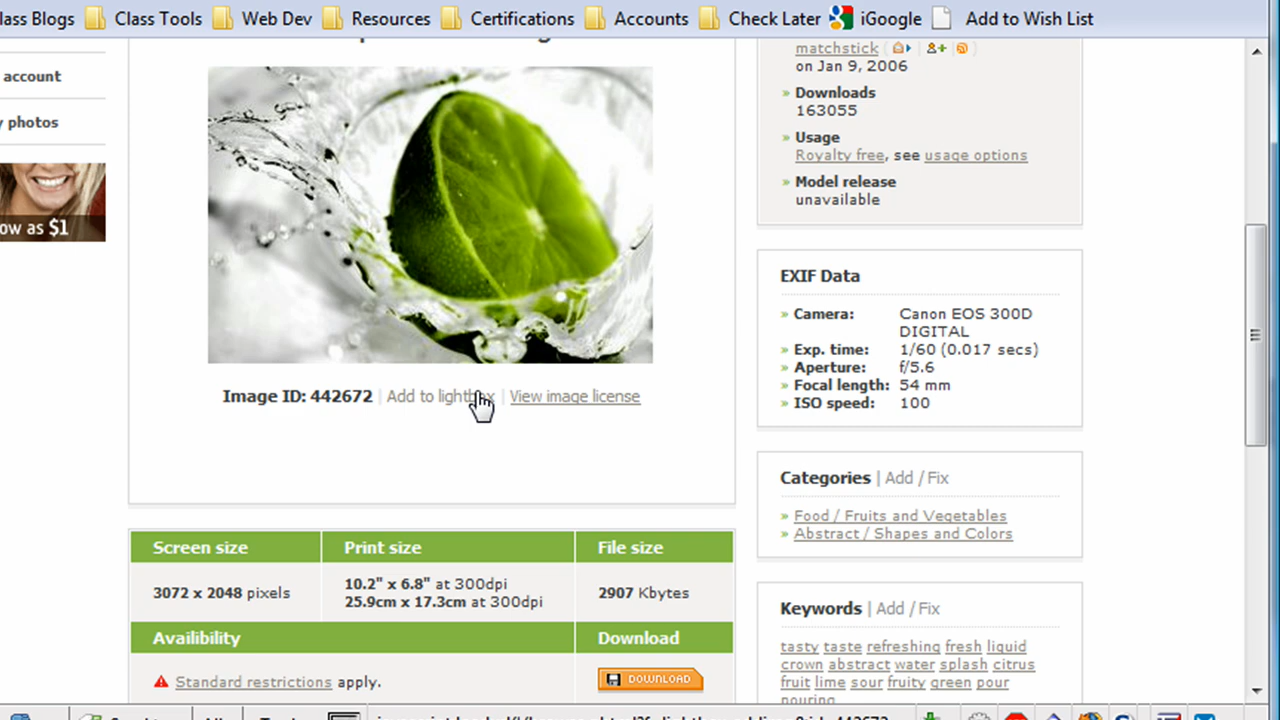 lass Blogs Class Tools Web Dev Resources Certifications Accounts Check Later iGoogle Add to Wish List
account
photos
ow as $1
Image ID: 442672 | Add to lightbox | View image license
Screen size Print size File size
3072 x 2048 pixels
10.2" x 6.8" at 300dpi
25.9cm x 17.3cm at 300dpi
2907 Kbytes
Availibility Download
Standard restrictions apply.
DOWNLOAD
matchstick
on Jan 9, 2006
» Downloads
163055
» Usage
Royalty free, see usage options
» Model release
unavailable
EXIF Data
» Camera: Canon EOS 300D
DIGITAL
» Exp. time: 1/60 (0.017 secs)
» Aperture: f/5.6
» Focal length: 54 mm
» ISO speed: 100
Categories | Add / Fix
» Food / Fruits and Vegetables
» Abstract / Shapes and Colors
Keywords | Add / Fix
tasty taste refreshing fresh liquid
crown abstract water splash citrus
fruit lime sour fruity green pour
pouring